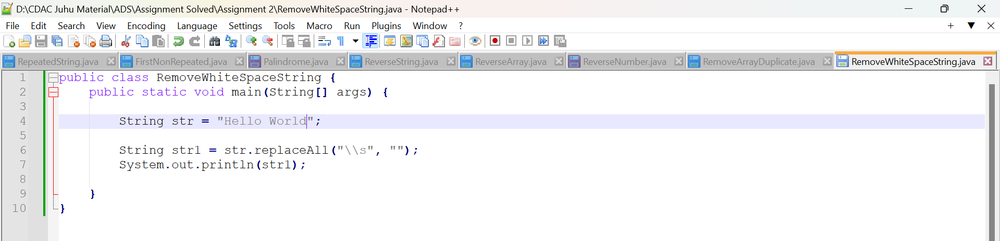 D:\CDAC Juhu Material\ADS\Assignment Solved\Assignment 2\RemoveWhiteSpaceString.java - Notepad++
File Edit Search View Encoding Language Settings Tools Macro Run Plugins Window ?
RepeatedString.java FirstNonRepeated.java Palindrome.java ReverseString.java ReverseArray.java ReverseNumber.java RemoveArrayDuplicate.java RemoveWhiteSpaceString.java
1 public class RemoveWhiteSpaceString {
2 public static void main(String[] args) {
3
4 String str = "Hello World";
5
6 String str1 = str.replaceAll("\\s", "");
7 System.out.println(str1);
8
9 }
10 }